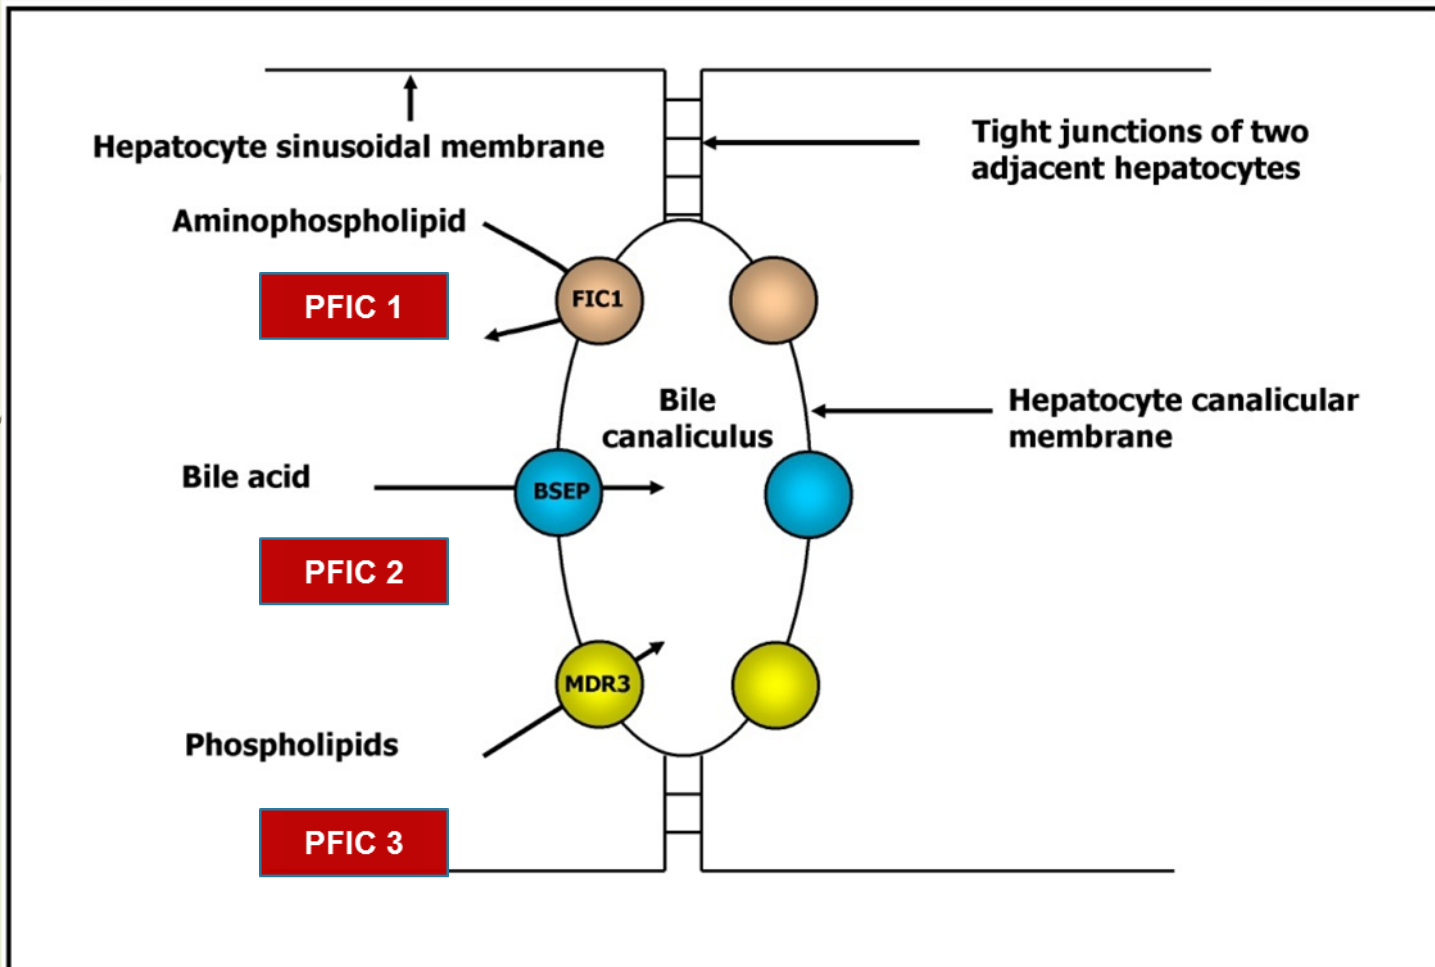 Hepatocyte sinusoidal membrane
Tight junctions of two
adjacent hepatocytes
Aminophospholipid
PFIC 1
FIC1
Bile
canaliculus
Hepatocyte canalicular
membrane
Bile acid
BSEP
PFIC 2
MDR3
Phospholipids
PFIC 3